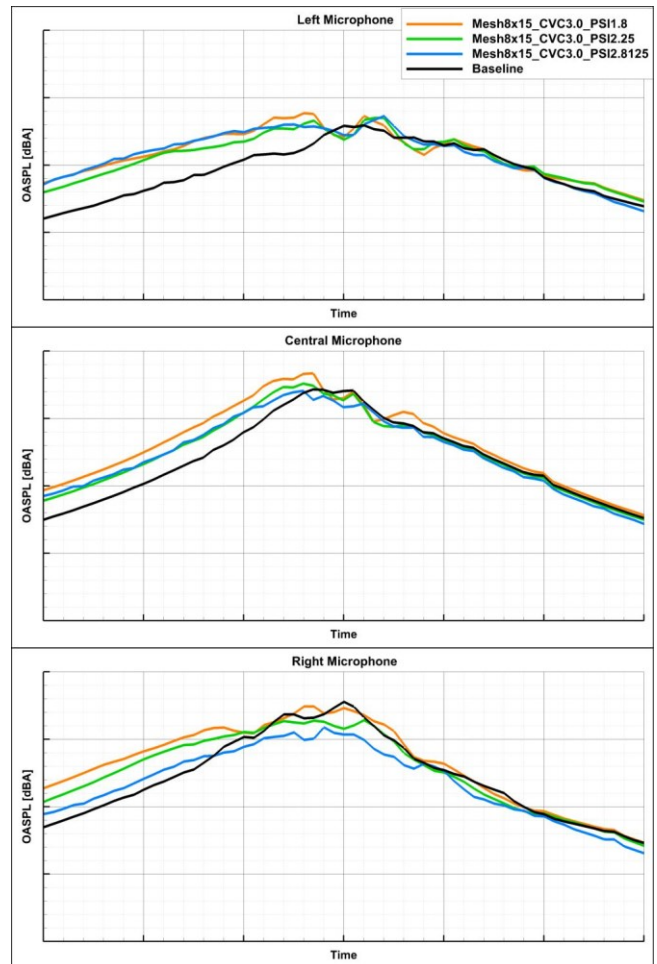 Left Microphone
Mesh8x15_CVC3.0_PSI1.8
Mesh8x15_CVC3.0_PSI2.25
Mesh8x15_CVC3.0_PSI2.8125
Baseline
OASPL [dBA]
Time
Central Microphone
OASPL [dBA]
Time
Right Microphone
OASPL [dBA]
Time